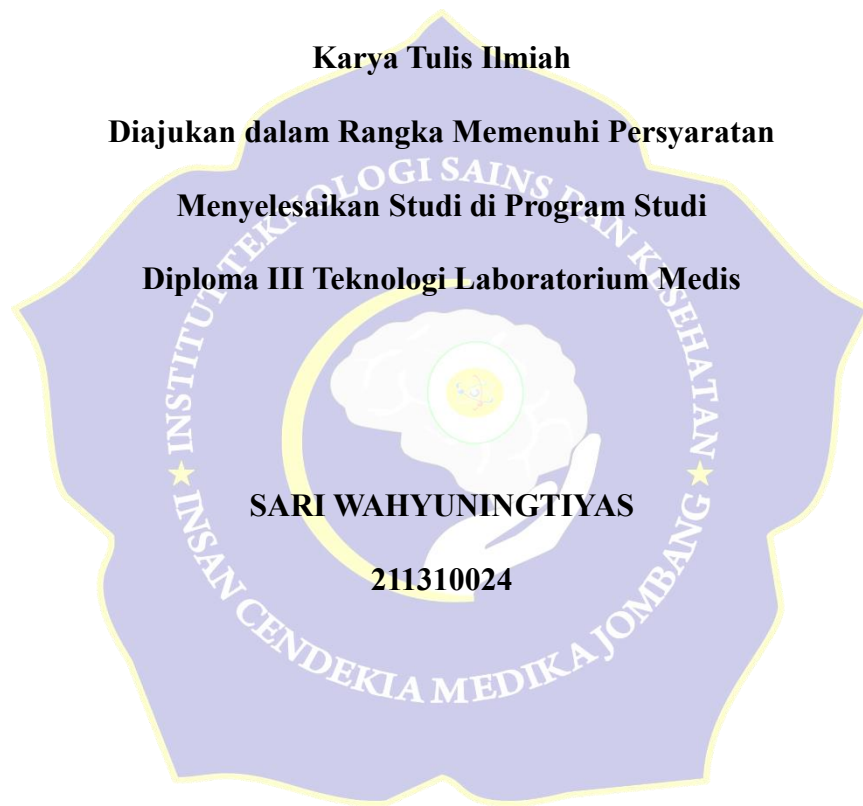 Karya Tulis Ilmiah
Diajukan dalam Rangka Memenuhi Persyaratan
Menyelesaikan Studi di Program Studi
Diploma III Teknologi Laboratorium Medis
INSTITUT TEKNOLOGI SAINS DAN KESEHATAN
SARI WAHYUNINGTIYAS
211310024
INSAN CENDEKIA MEDIKA JOMBANG